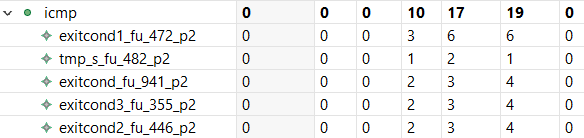 icmp 0 0 0 10 17 19 0
exitcond1_fu_472_p2 0 0 0 3 6 6 0
tmp_s_fu_482_p2 0 0 0 1 2 1 0
exitcond_fu_941_p2 0 0 0 2 3 4 0
exitcond3_fu_355_p2 0 0 0 2 3 4 0
exitcond2_fu_446_p2 0 0 0 2 3 4 0